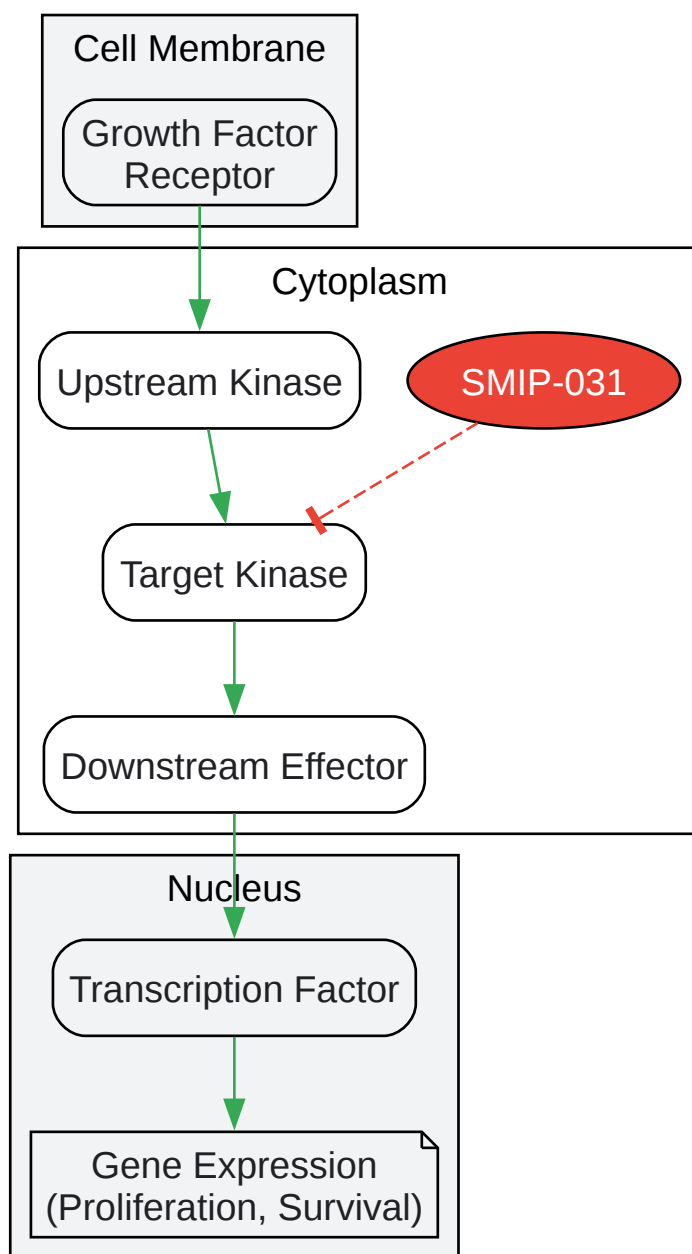 Cell Membrane
Growth Factor
Receptor
Cytoplasm
Upstream Kinase
SMIP-031
Target Kinase
Downstream Effector
Nucleus
Transcription Factor
Gene Expression
(Proliferation, Survival)